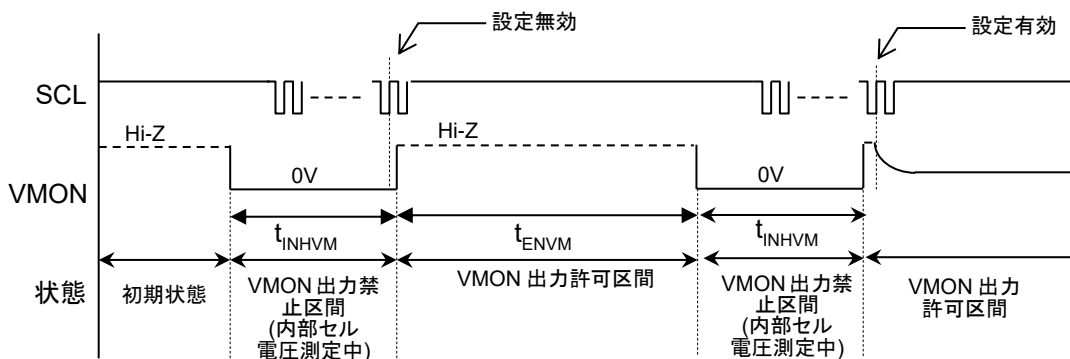 設定無効
設定有効
SCL
Hi-Z
Hi-Z
VMON
0V
0V
tINHVM
tENVM
tINHVM
状態
初期状態
VMON 出力禁
止区間
(内部セル
電圧測定中)
VMON 出力許可区間
VMON 出力禁
止区間
(内部セル
電圧測定中)
VMON 出力
許可区間